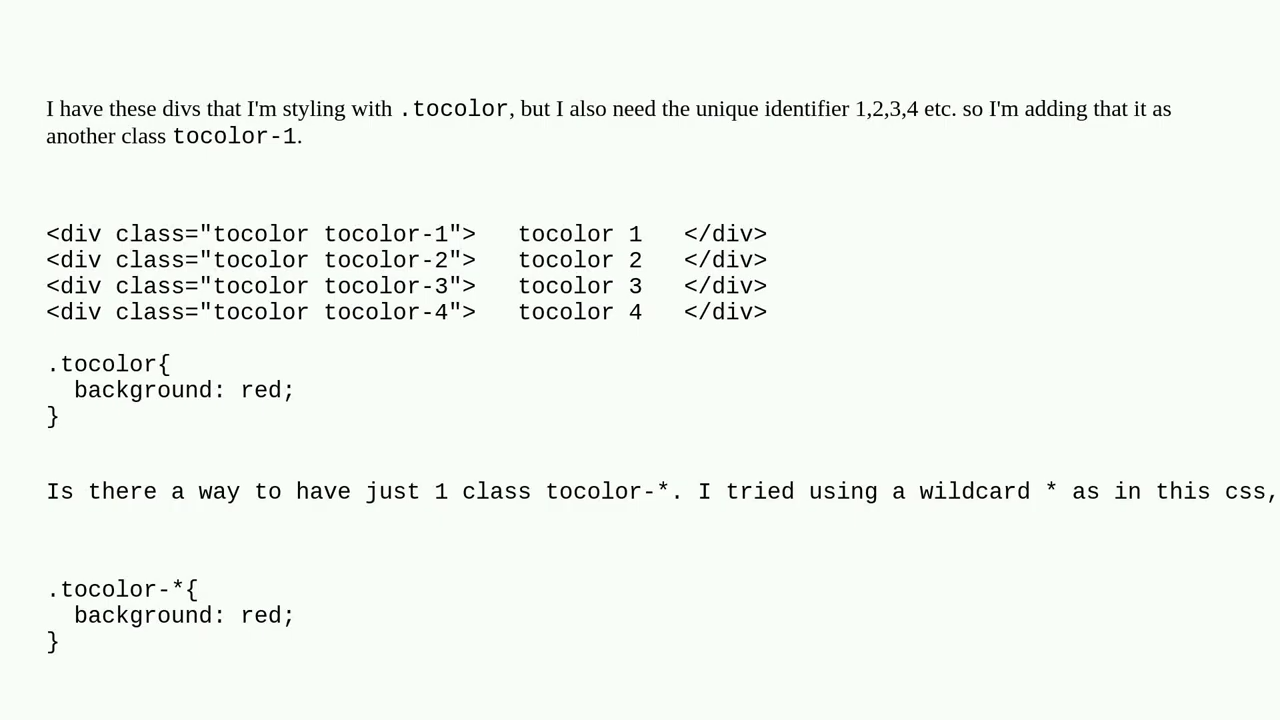 I have these divs that I'm styling with .tocolor, but I also need the unique identifier 1,2,3,4 etc. so I'm adding that it as
another class tocolor-1.
<div class="tocolor tocolor-1">   tocolor 1   </div>
<div class="tocolor tocolor-2">   tocolor 2   </div>
<div class="tocolor tocolor-3">   tocolor 3   </div>
<div class="tocolor tocolor-4">   tocolor 4   </div>
.tocolor{
  background: red;
}
Is there a way to have just 1 class tocolor-*. I tried using a wildcard * as in this css,
.tocolor-*{
  background: red;
}